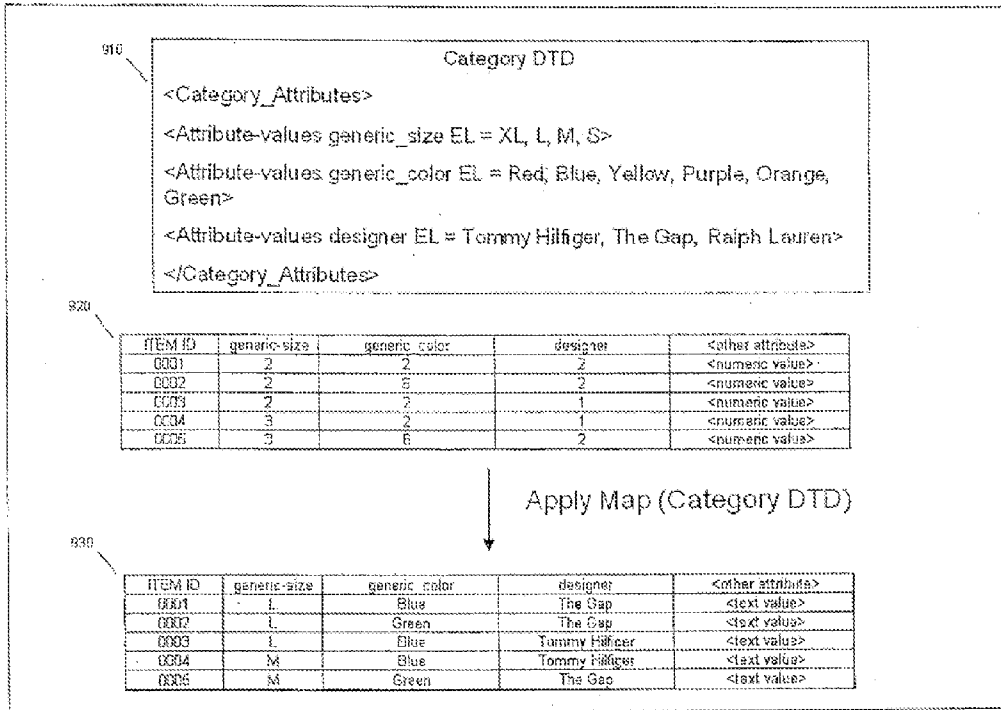 910
Category DTD
<Category_Attributes>
<Attribute-values generic_size EL = XL, L, M, S>
<Attribute-values generic_color EL = Red, Blue, Yellow, Purple, Orange,
Green>
<Attribute-values designer EL = Tommy Hilfiger, The Gap, Ralph Lauren>
</Category_Attributes>
920
ITEM ID generic-size generic color designer <other attribute>
0001 2 2 2 <numeric value>
0002 2 6 2 <numeric value>
0003 2 2 1 <numeric value>
0004 3 2 1 <numeric value>
0005 3 6 2 <numeric value>
Apply Map (Category DTD)
930
ITEM ID generic-size generic color designer <other attribute>
0001 L Blue The Gap <text value>
0002 L Green The Gap <text value>
0003 L Blue Tommy Hilfiger <text value>
0004 M Blue Tommy Hilfiger <text value>
0005 M Green The Gap <text value>